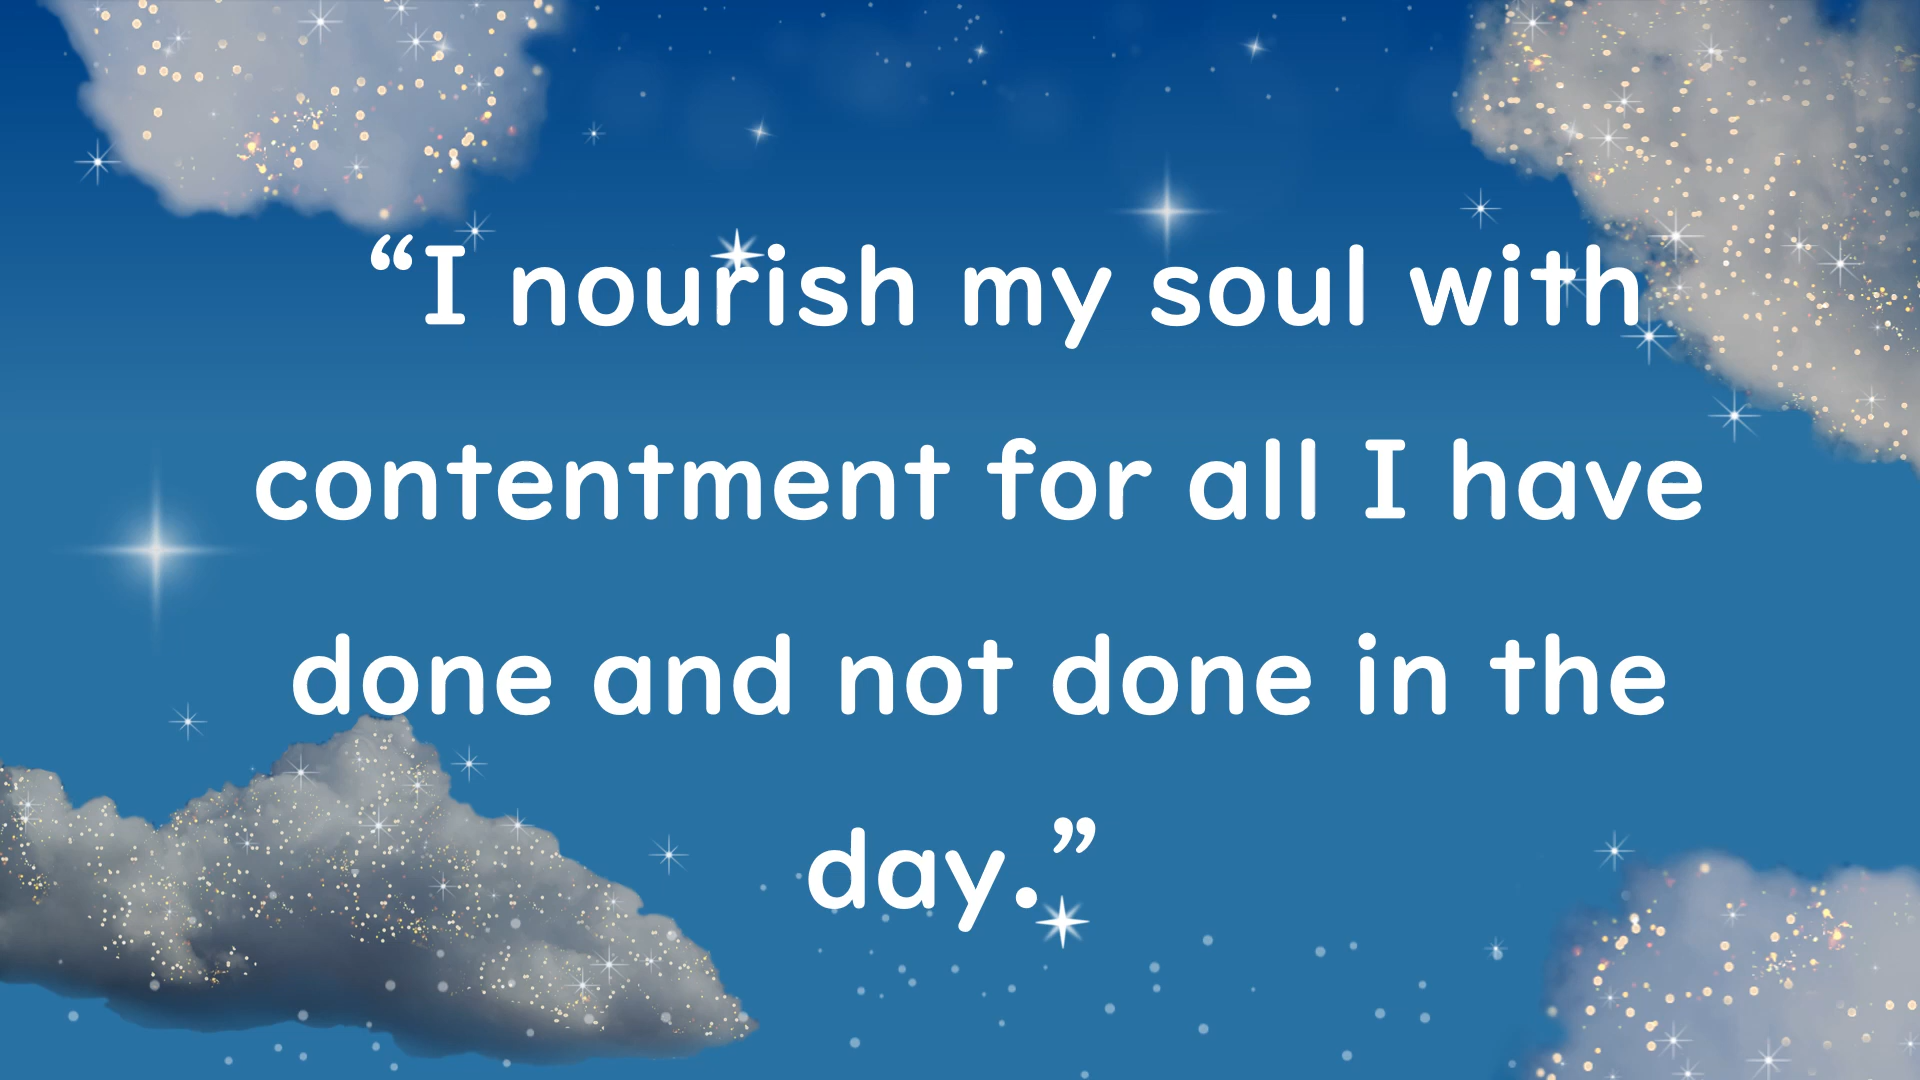 “I nourish my soul with
contentment for all I have
done and not done in the
day.”